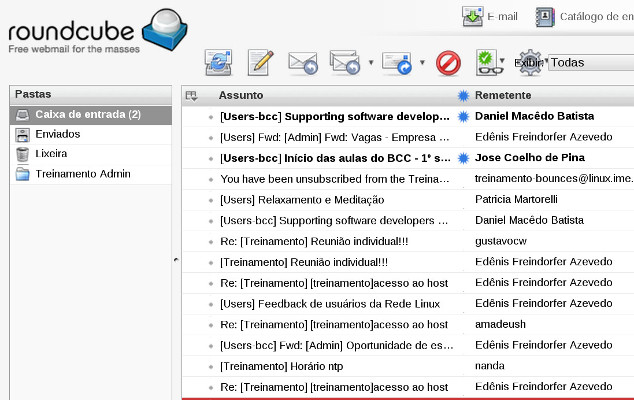 roundcube
Free webmail for the masses
E-mail
Catálogo de en
Exibir: Todas
Pastas
Caixa de entrada (2)
Enviados
Lixeira
Treinamento Admin
Assunto Remetente
[Users-bcc] Supporting software develop... Daniel Macêdo Batista
[Users] Fwd: [Admin] Fwd: Vagas - Empresa ... Edênis Freindorfer Azevedo
[Users-bcc] Início das aulas do BCC - 1º s... Jose Coelho de Pina
You have been unsubscribed from the Treina... treinamento-bounces@linux.ime.
[Users] Relaxamento e Meditação Patricia Martorelli
[Users-bcc] Supporting software developers ... Daniel Macêdo Batista
Re: [Treinamento] Reunião individual!!! gustavocw
[Treinamento] Reunião individual!!! Edênis Freindorfer Azevedo
Re: [Treinamento] [treinamento]acesso ao host Edênis Freindorfer Azevedo
[Users] Feedback de usuários da Rede Linux Edênis Freindorfer Azevedo
Re: [Treinamento] [treinamento]acesso ao host amadeush
[Users-bcc] Fwd: [Admin] Oportunidade de es... Edênis Freindorfer Azevedo
[Treinamento] Horário ntp nanda
Re: [Treinamento] [treinamento]acesso ao host Edênis Freindorfer Azevedo